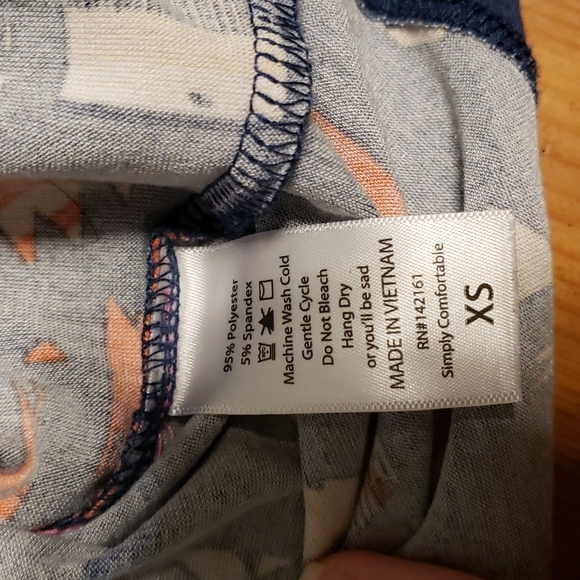 95% Polyester
5% Spandex
Machine Wash Cold
Gentle Cycle
Do Not Bleach
Hang Dry
or you'll be sad
MADE IN VIETNAM
RN#142161
Simply Comfortable
XS